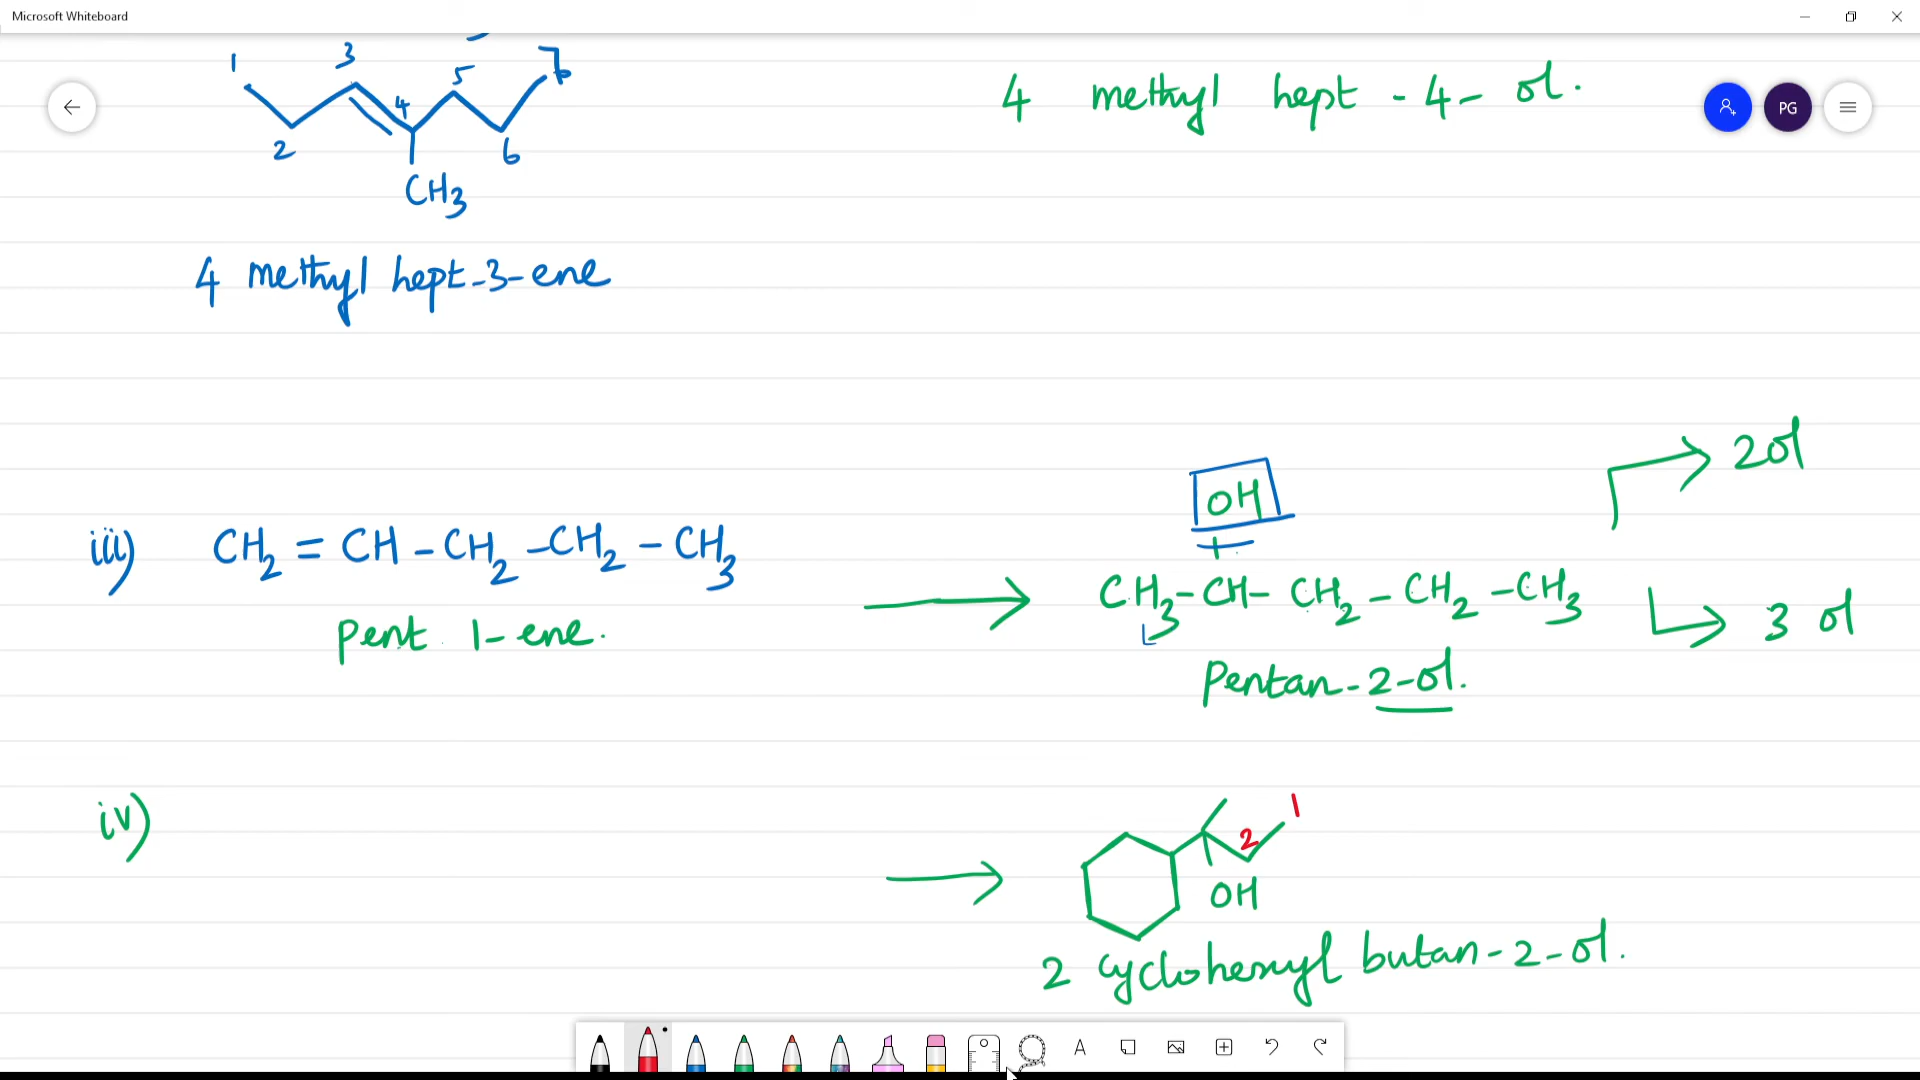 Microsoft Whiteboard
1 2 3 4 5 6 7
CH3
4 methyl hept-3-ene
4 methyl hept-4-ol.
PG
iii) CH2 = CH - CH2 - CH2 - CH3
Pent 1-ene.
OH
CH3 - CH - CH2 - CH2 - CH3
Pentan-2-ol.
2 ol
3 ol
iv)
2 1
OH
2 cyclohexyl butan-2-ol.
A